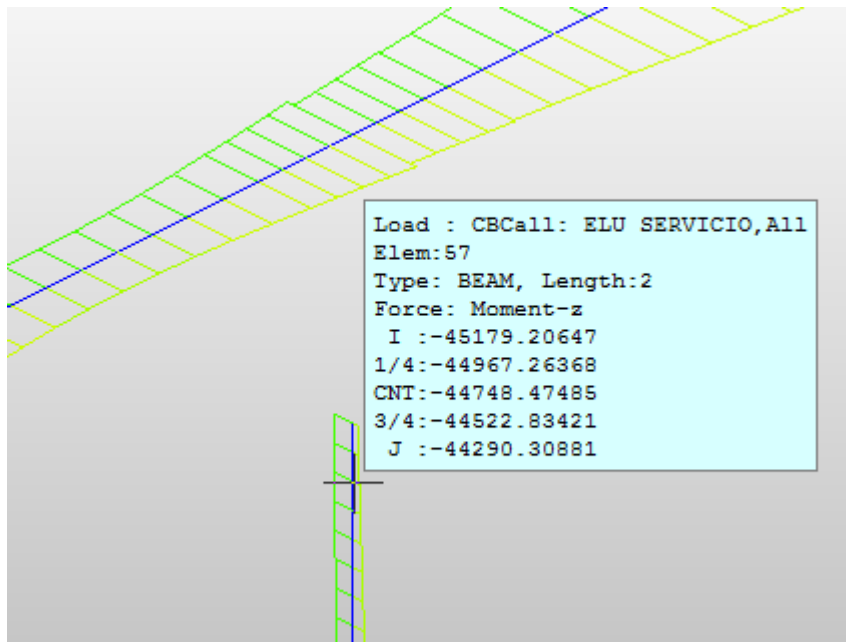 Load : CBCall: ELU SERVICIO,All
Elem:57
Type: BEAM, Length:2
Force: Moment-z
I :-45179.20647
1/4:-44967.26368
CNT:-44748.47485
3/4:-44522.83421
J :-44290.30881